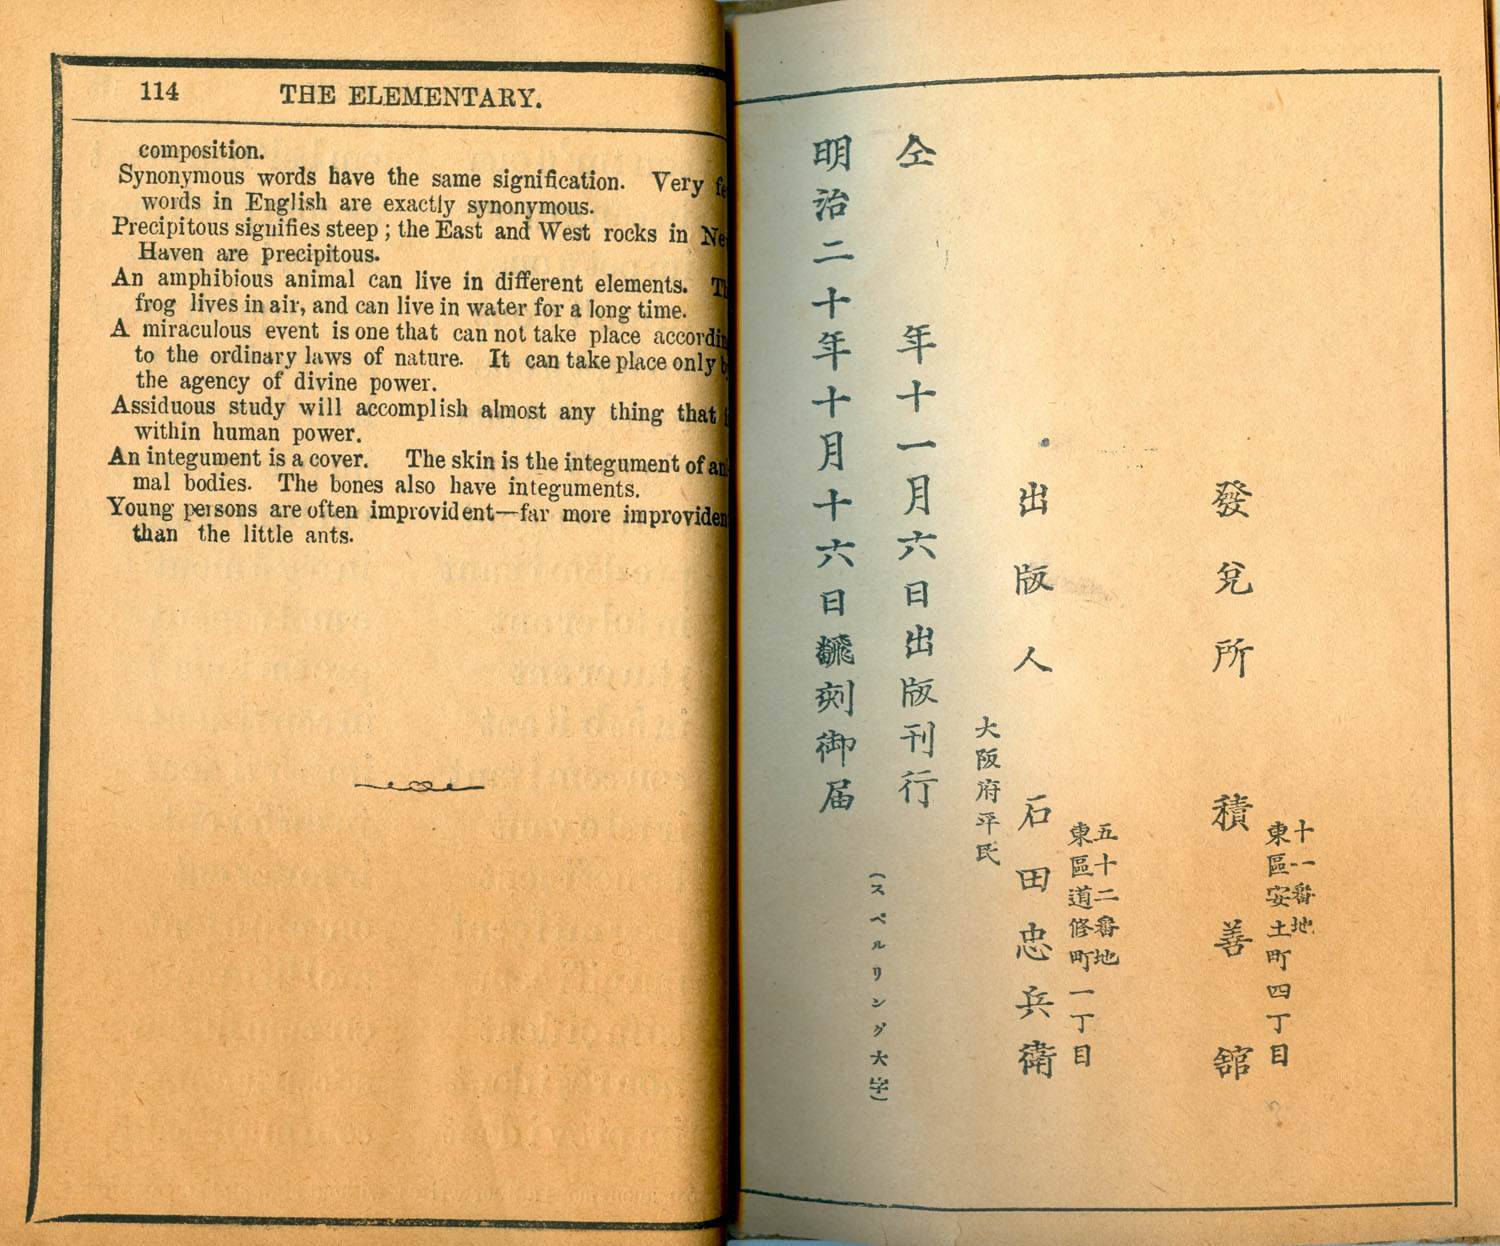 114 THE ELEMENTARY.
composition.
Synonymous words have the same signification. Very fe
words in English are exactly synonymous.
Precipitous signifies steep ; the East and West rocks in Ne
Haven are precipitous.
An amphibious animal can live in different elements. Th
frog lives in air, and can live in water for a long time.
A miraculous event is one that can not take place accordin
to the ordinary laws of nature. It can take place only b
the agency of divine power.
Assiduous study will accomplish almost any thing that i
within human power.
An integument is a cover. The skin is the integument of ani
mal bodies. The bones also have integuments.
Young persons are often improvident—far more improviden
than the little ants.
明治二十年十月十六日飜刻御届
(スペルリング大字)
仝 年十一月六日出版刊行
大阪府平民
出版人 石田忠兵衛
東區道修町一丁目
五十二番地
發兌所 積善舘
東區安土町四丁目
十一番地